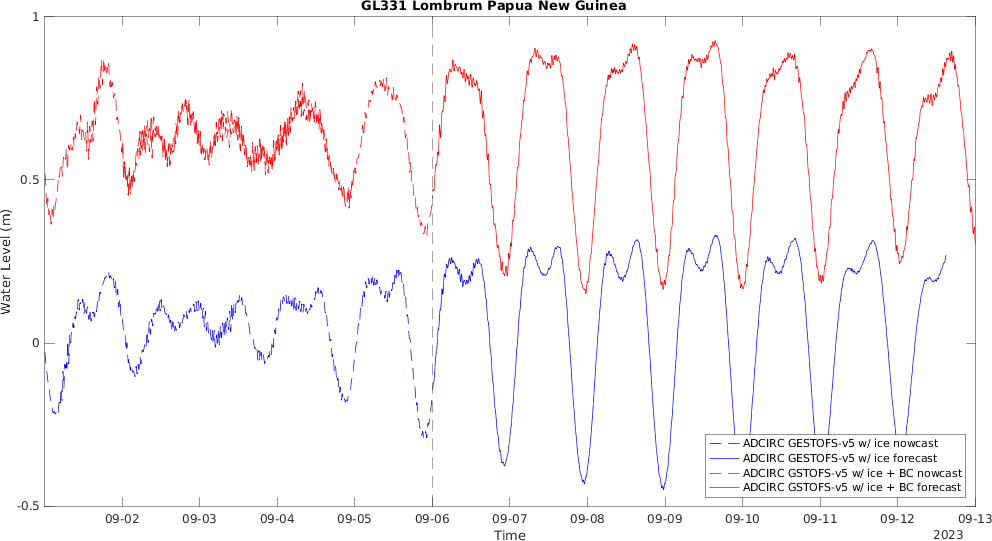 GL331 Lombrum Papua New Guinea
1
0.5
0
-0.5
Water Level (m)
ADCIRC GESTOFS-v5 w/ ice nowcast
ADCIRC GESTOFS-v5 w/ ice forecast
ADCIRC GSTOFS-v5 w/ ice + BC nowcast
ADCIRC GSTOFS-v5 w/ ice + BC forecast
09-02 09-03 09-04 09-05 09-06 09-07 09-08 09-09 09-10 09-11 09-12 09-13
Time
2023